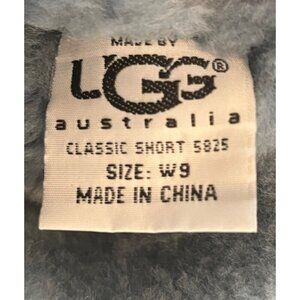 MADE BY
UGG®
australia
CLASSIC SHORT 5825
SIZE: W9
MADE IN CHINA